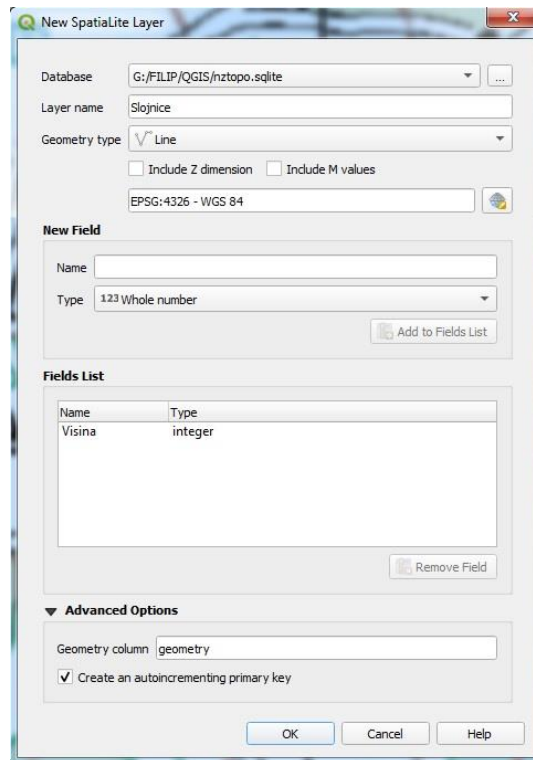 New SpatiaLite Layer
Database G:/FILIP/QGIS/nztopo.sqlite ...
Layer name Slojnice
Geometry type Line
Include Z dimension Include M values
EPSG:4326 - WGS 84
New Field
Name
Type 123 Whole number
Add to Fields List
Fields List
Name Type
Visina integer
Remove Field
Advanced Options
Geometry column geometry
Create an autoincrementing primary key
OK Cancel Help